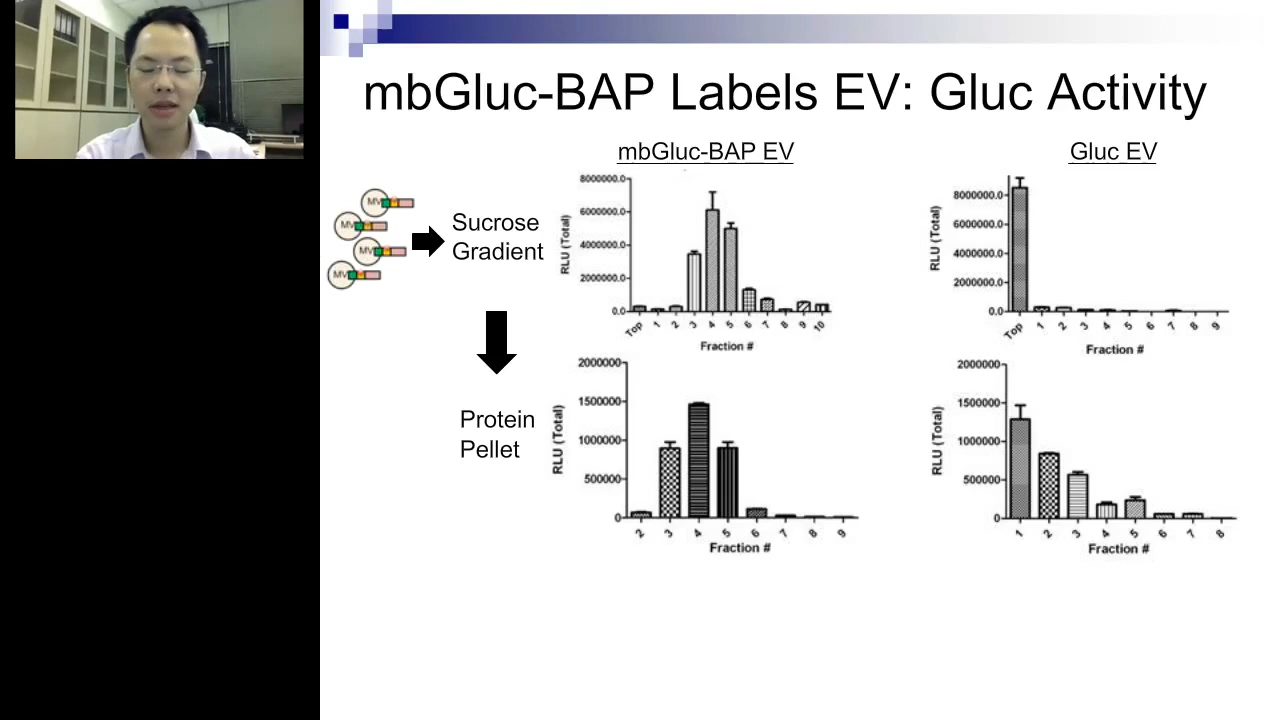 mbGluc-BAP Labels EV: Gluc Activity
mbGluc-BAP EV
Gluc EV
MV
MV
MV
MV
Sucrose
Gradient
Protein
Pellet
RLU (Total)
8000000.0
6000000.0
4000000.0
2000000.0
0.0
Top 1 2 3 4 5 6 7 8 9 10
Fraction #
RLU (Total)
8000000.0
6000000.0
4000000.0
2000000.0
0.0
Top 1 2 3 4 5 6 7 8 9
Fraction #
RLU (Total)
2000000
1500000
1000000
500000
0
2 3 4 5 6 7 8 9
Fraction #
RLU (Total)
2000000
1500000
1000000
500000
0
1 2 3 4 5 6 7 8
Fraction #